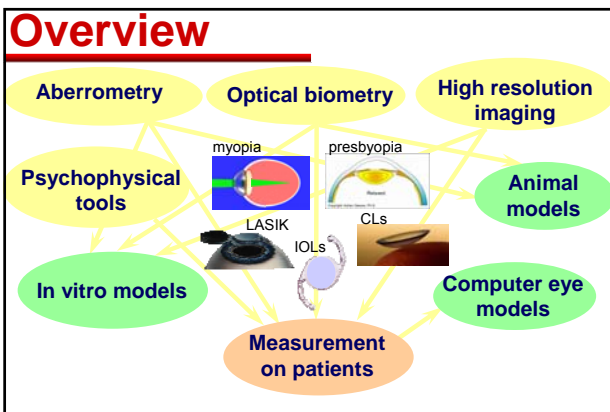 Overview
Aberrometry
Optical biometry
High resolution
imaging
myopia
presbyopia
Psychophysical
tools
Animal
models
LASIK
IOLs
CLs
In vitro models
Computer eye
models
Measurement
on patients